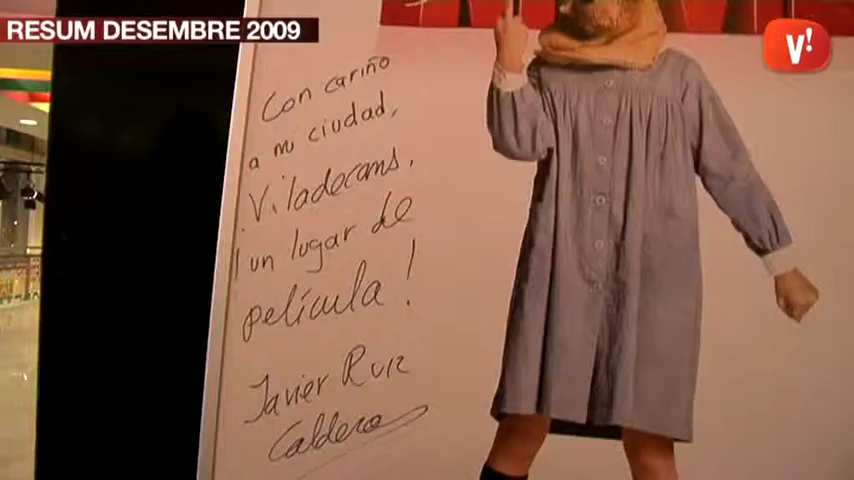 RESUM DESEMBRE 2009
V!
Con cariño
a mi ciudad,
Viladecans,
¡un lugar de
película!
Javier Ruiz
Caldera